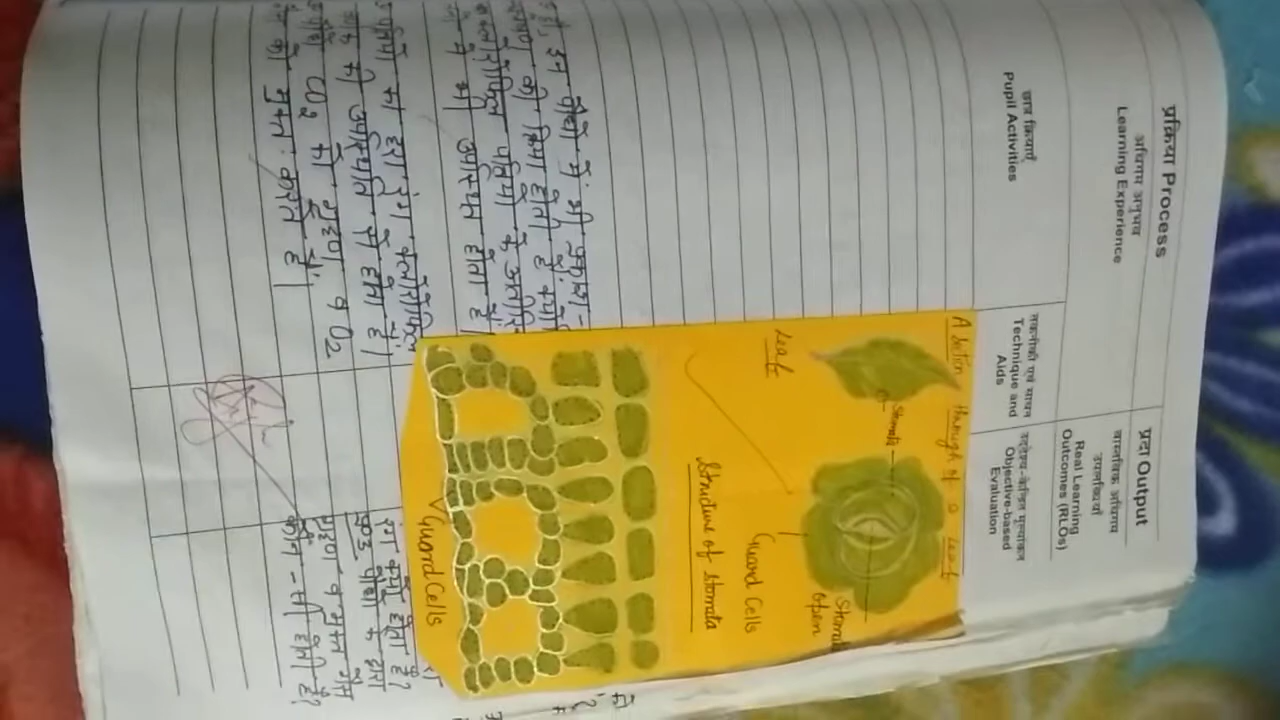 प्रक्रिया Process
प्रदा Output
अधिगम अनुभव
Learning Experience
वास्तविक अधिगम
उपलब्धियाँ
Real Learning
Outcomes (RLOs)
छात्र क्रियाएँ
Pupil Activities
तकनीकी एवं साधन
Technique and
Aids
उद्देश्य-केन्द्रित मूल्यांकन
Objective-based
Evaluation
A section through of a leaf
Leaf
Stomata
Stomata
open
Guard Cells
Structure of Stomata
Guard Cells
हाँ, इन पौधों में भी प्रकाश-
की क्रिया होती है क्योंकि
क्लोरोफिल पत्तियों के अतिरि
में भी उपस्थित होता है।
पत्तियों का हरा रंग क्लोरोफिल
की उपस्थिति से होता है।
पौधे CO2 को ग्रहण व O2
को मुक्त करते हैं।
रंग क्यों होता है?
पौधों के द्वारा
ग्रहण व मुक्त गैस
कौन-सी होती है?